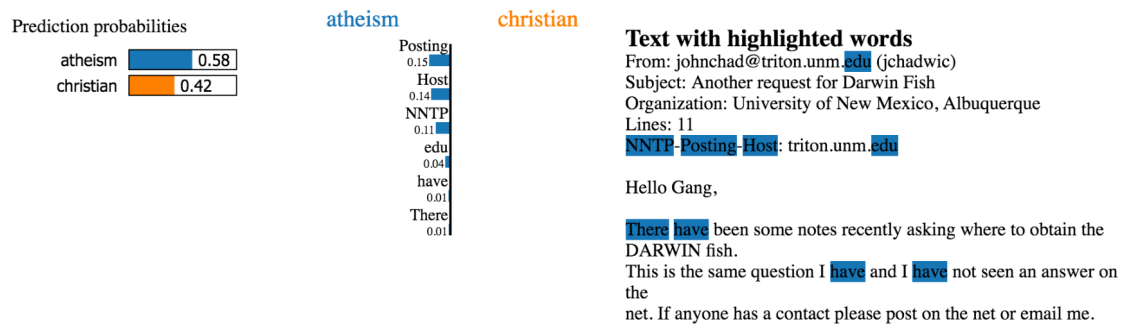 Prediction probabilities
atheism 0.58
christian 0.42
atheism christian
Posting
0.15
Host
0.14
NNTP
0.11
edu
0.04
have
0.01
There
0.01
Text with highlighted words
From: johnchad@triton.unm.edu (jchadwic)
Subject: Another request for Darwin Fish
Organization: University of New Mexico, Albuquerque
Lines: 11
NNTP-Posting-Host: triton.unm.edu
Hello Gang,
There have been some notes recently asking where to obtain the
DARWIN fish.
This is the same question I have and I have not seen an answer on
the
net. If anyone has a contact please post on the net or email me.